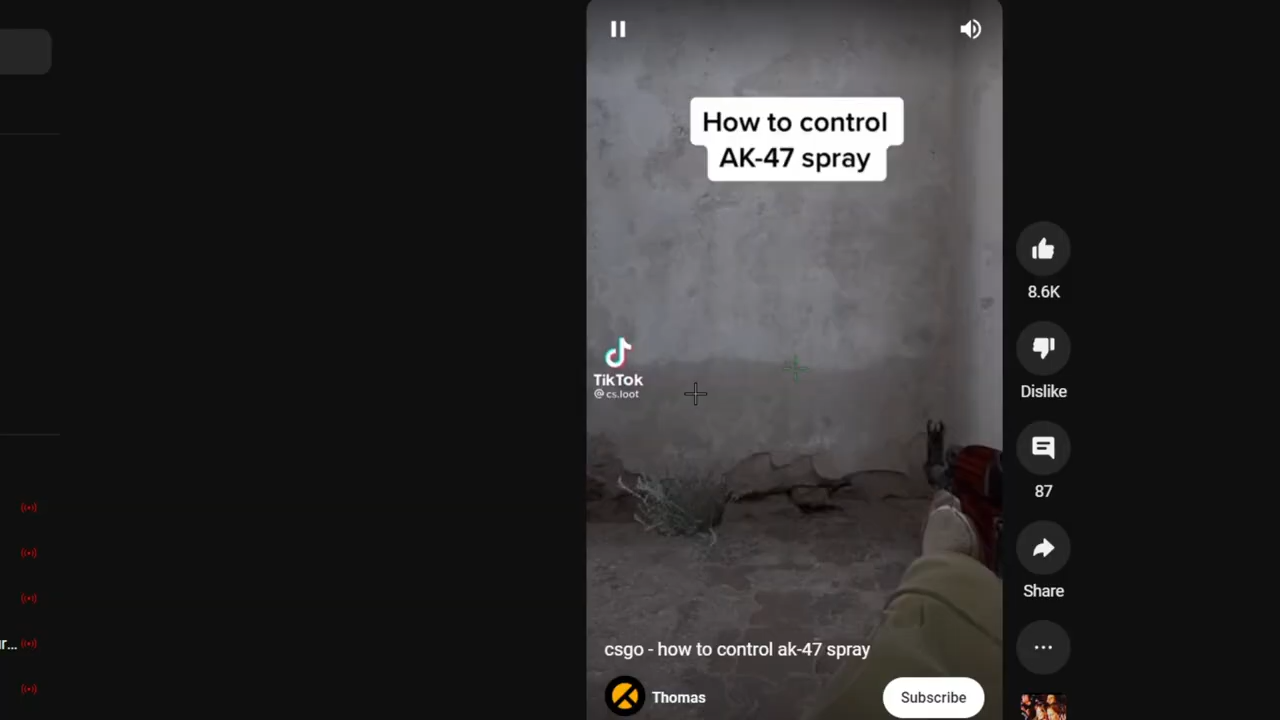 How to control
AK-47 spray
8.6K
TikTok
@cs.loot
Dislike
87
Share
r...
csgo - how to control ak-47 spray
Thomas
Subscribe